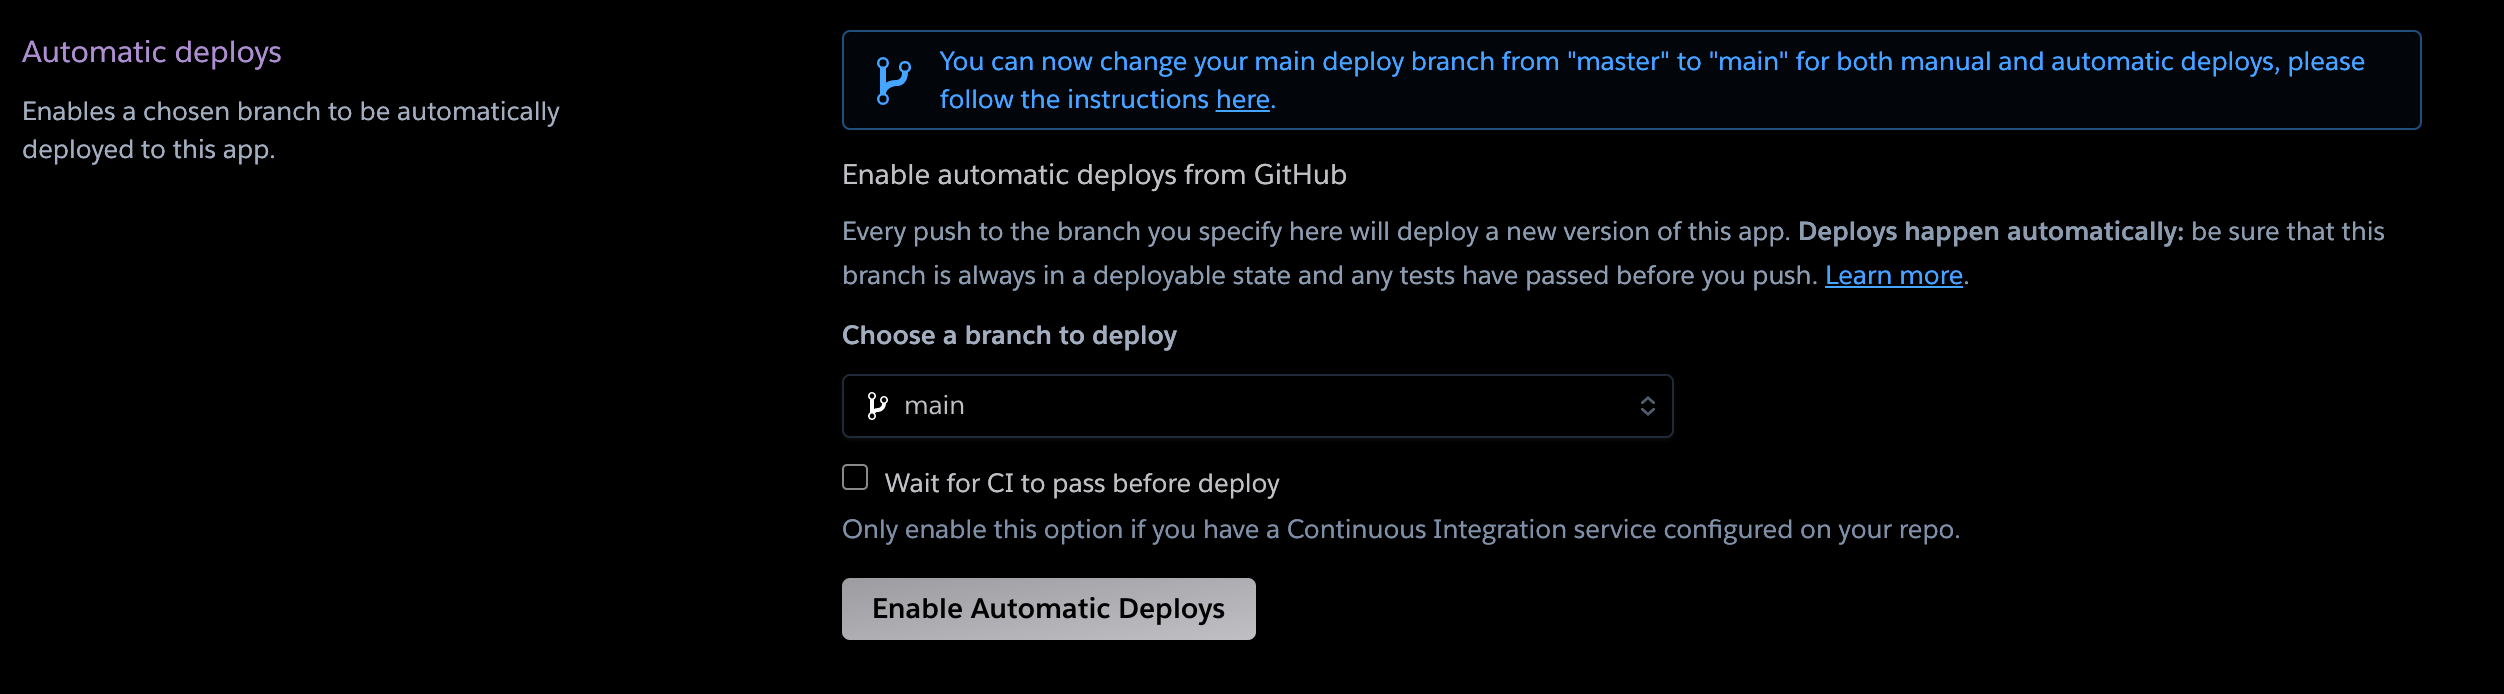 Automatic deploys
Enables a chosen branch to be automatically
deployed to this app.
You can now change your main deploy branch from "master" to "main" for both manual and automatic deploys, please
follow the instructions here.
Enable automatic deploys from GitHub
Every push to the branch you specify here will deploy a new version of this app. Deploys happen automatically: be sure that this
branch is always in a deployable state and any tests have passed before you push. Learn more.
Choose a branch to deploy
main
Wait for CI to pass before deploy
Only enable this option if you have a Continuous Integration service configured on your repo.
Enable Automatic Deploys